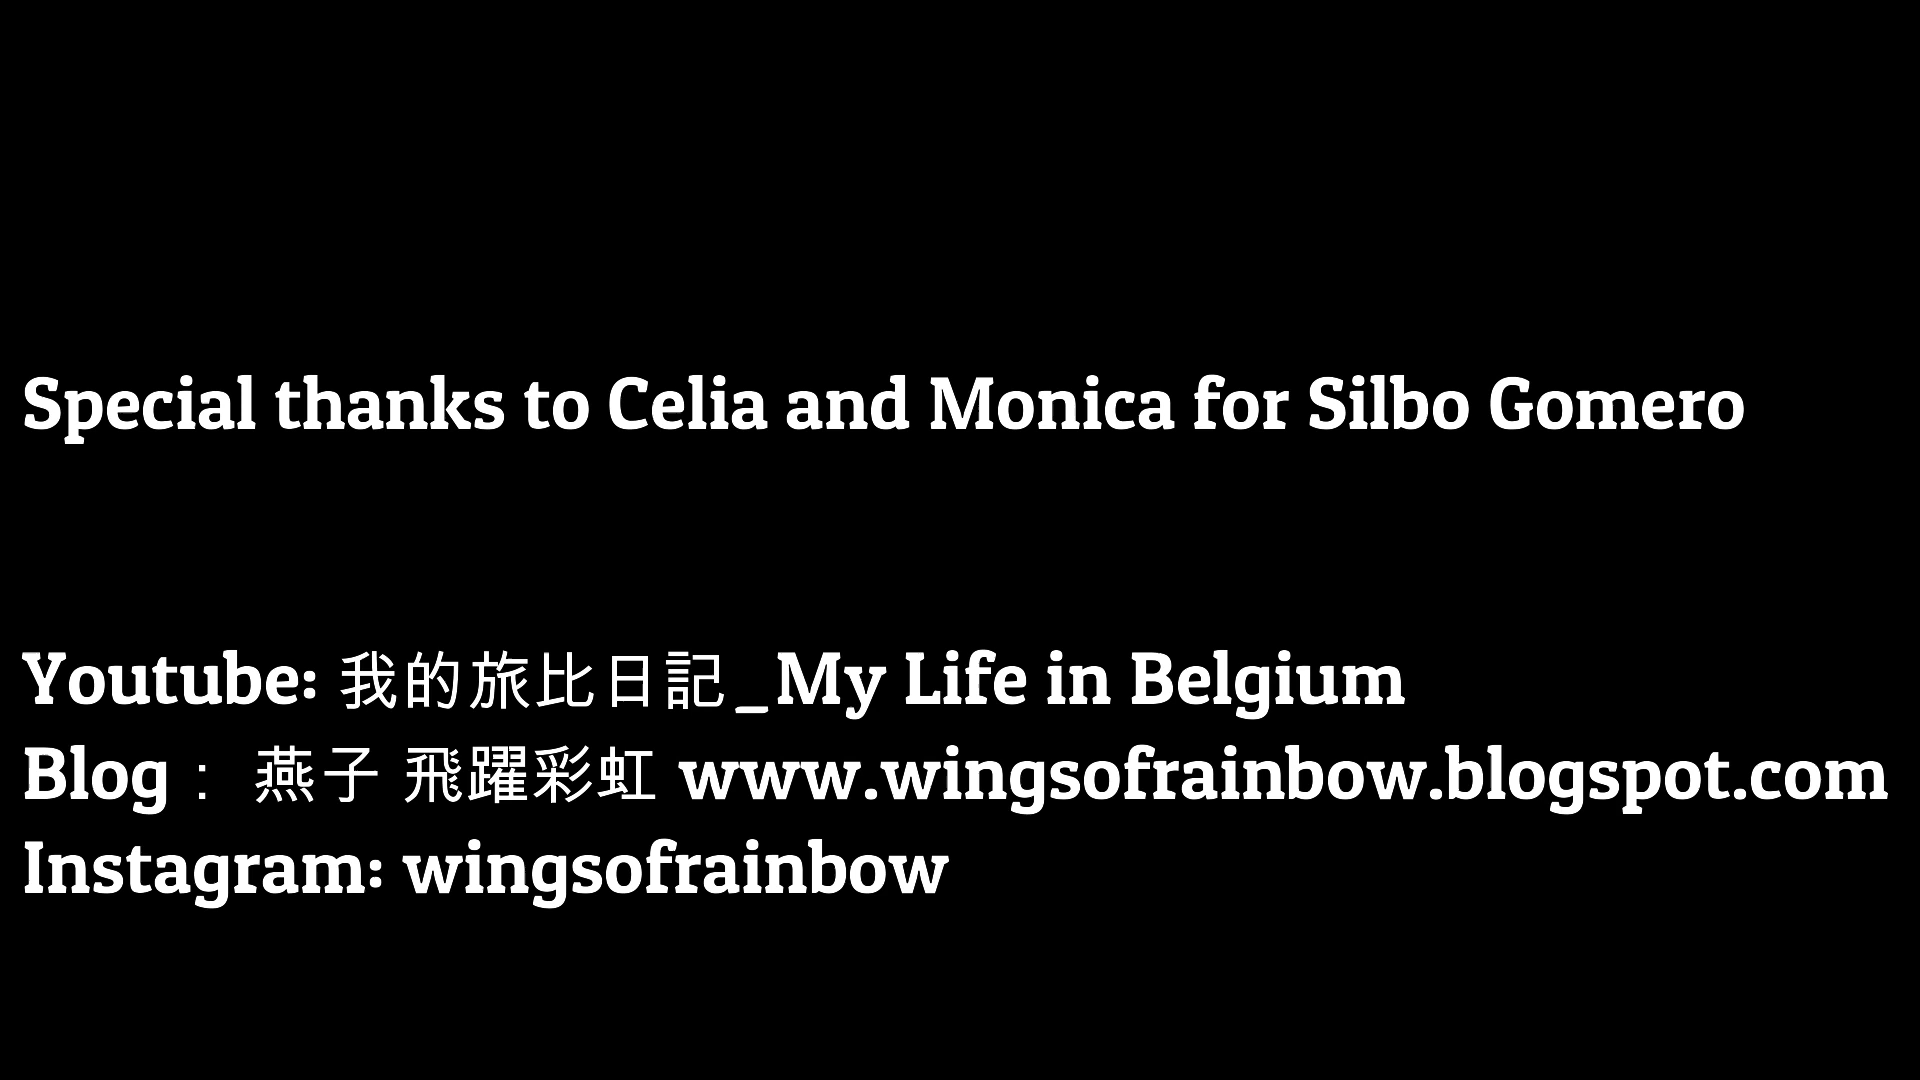 Special thanks to Celia and Monica for Silbo Gomero
Youtube: 我的旅比日記_My Life in Belgium
Blog： 燕子 飛躍彩虹 www.wingsofrainbow.blogspot.com
Instagram: wingsofrainbow